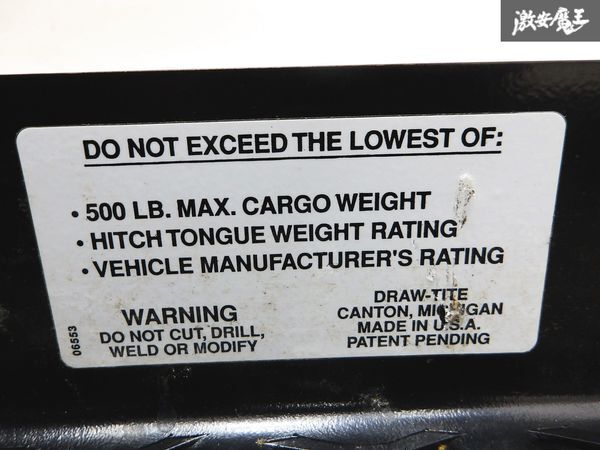 激安魔王
DO NOT EXCEED THE LOWEST OF:
• 500 LB. MAX. CARGO WEIGHT
• HITCH TONGUE WEIGHT RATING
• VEHICLE MANUFACTURER'S RATING
WARNING
DO NOT CUT, DRILL,
WELD OR MODIFY
DRAW-TITE
CANTON, MICHIGAN
MADE IN U.S.A.
PATENT PENDING
06553